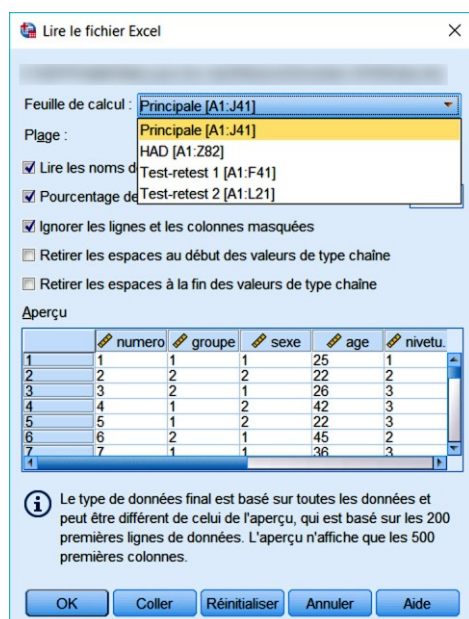 Lire le fichier Excel
Feuille de calcul : Principale [A1:J41]
Plage :
Principale [A1:J41]
HAD [A1:Z82]
Test-retest 1 [A1:F41]
Test-retest 2 [A1:L21]
Lire les noms d
Pourcentage de
Ignorer les lignes et les colonnes masquées
Retirer les espaces au début des valeurs de type chaîne
Retirer les espaces à la fin des valeurs de type chaîne
Aperçu
numero groupe sexe age nivetu.
1 1 1 1 25 1
2 2 2 2 22 2
3 3 2 1 26 3
4 4 1 2 42 3
5 5 1 2 22 3
6 6 2 1 45 2
7 7 1 1 36 3
Le type de données final est basé sur toutes les données et
peut être différent de celui de l'aperçu, qui est basé sur les 200
premières lignes de données. L'aperçu n'affiche que les 500
premières colonnes.
OK Coller Réinitialiser Annuler Aide